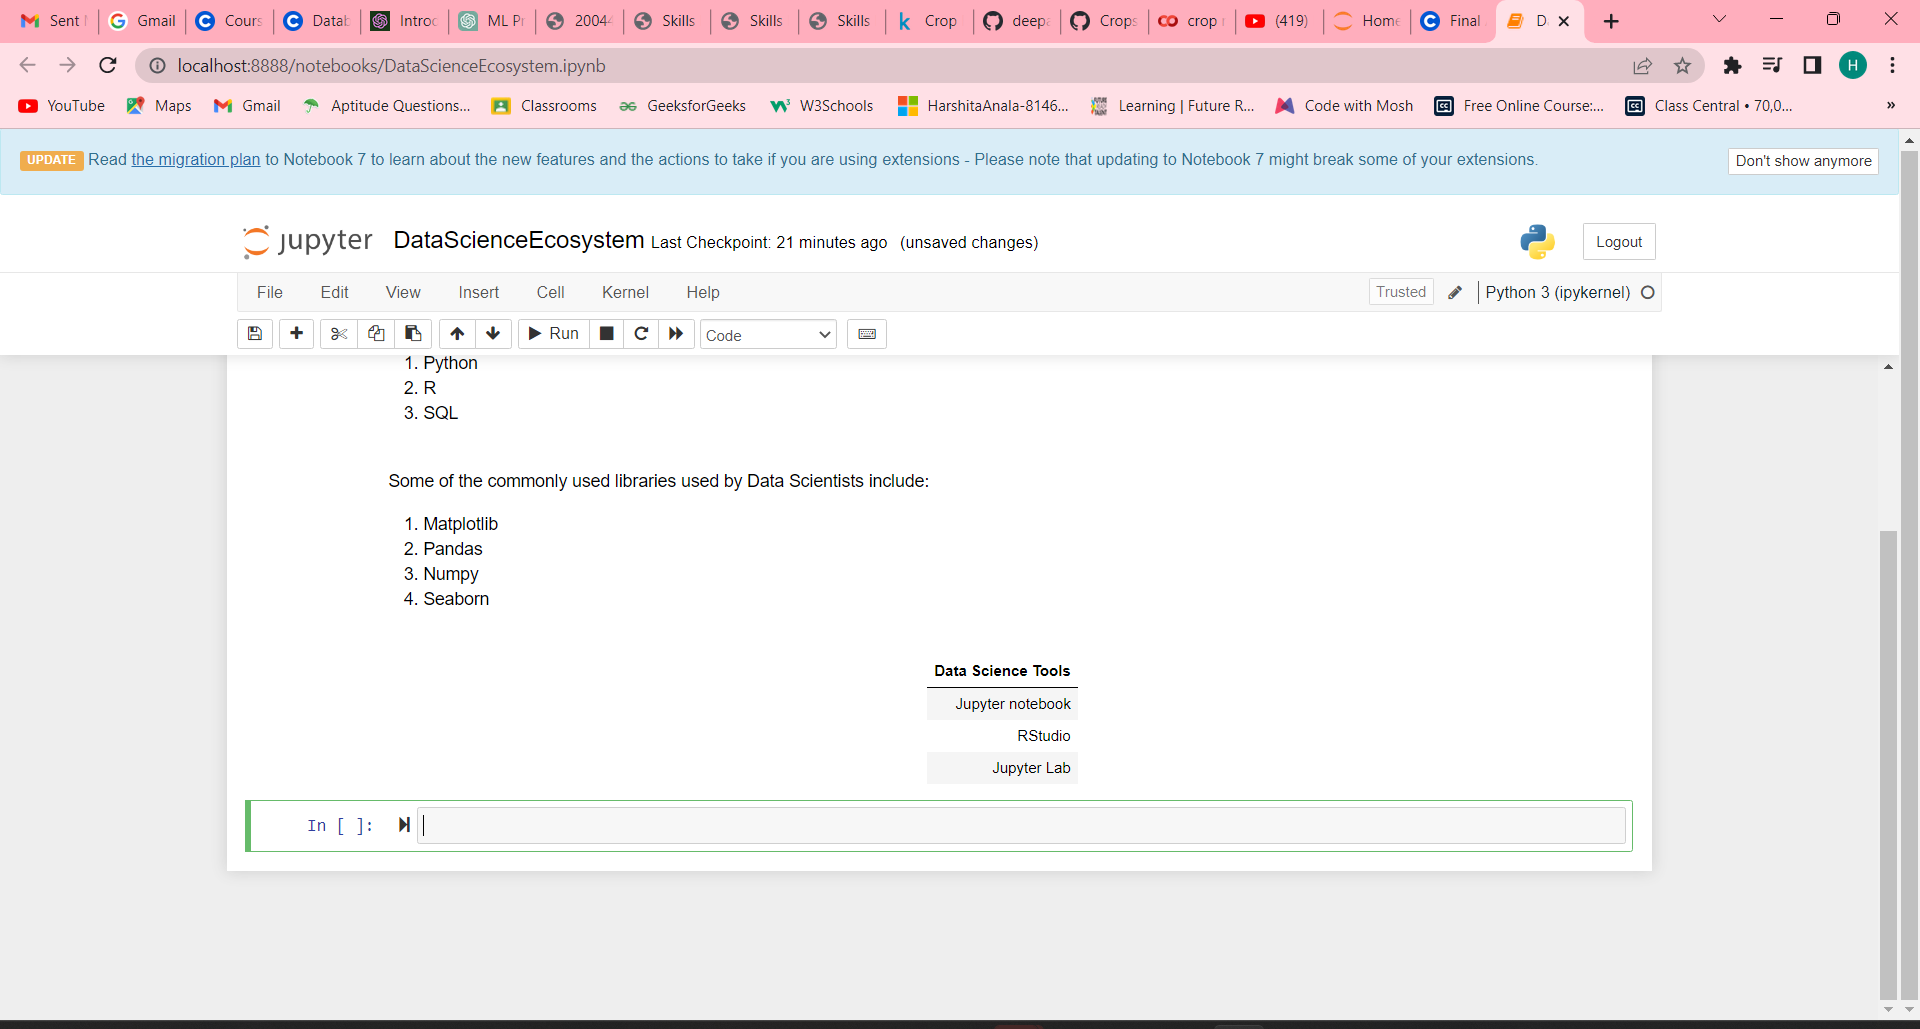 Sent Gmail Cours Datab Introd ML Pr 20044 Skills Skills Skills Crop deepa Crops crop (419) Home Final D
localhost:8888/notebooks/DataScienceEcosystem.ipynb H
YouTube Maps Gmail Aptitude Questions... Classrooms GeeksforGeeks W3Schools HarshitaAnala-8146... Learning | Future R... Code with Mosh Free Online Course:... Class Central • 70,0... »
UPDATE Read the migration plan to Notebook 7 to learn about the new features and the actions to take if you are using extensions - Please note that updating to Notebook 7 might break some of your extensions. Don't show anymore
jupyter DataScienceEcosystem Last Checkpoint: 21 minutes ago (unsaved changes) Logout
File Edit View Insert Cell Kernel Help Trusted Python 3 (ipykernel)
Run Code
1. Python
2. R
3. SQL
Some of the commonly used libraries used by Data Scientists include:
1. Matplotlib
2. Pandas
3. Numpy
4. Seaborn
Data Science Tools
Jupyter notebook
RStudio
Jupyter Lab
In [ ]: